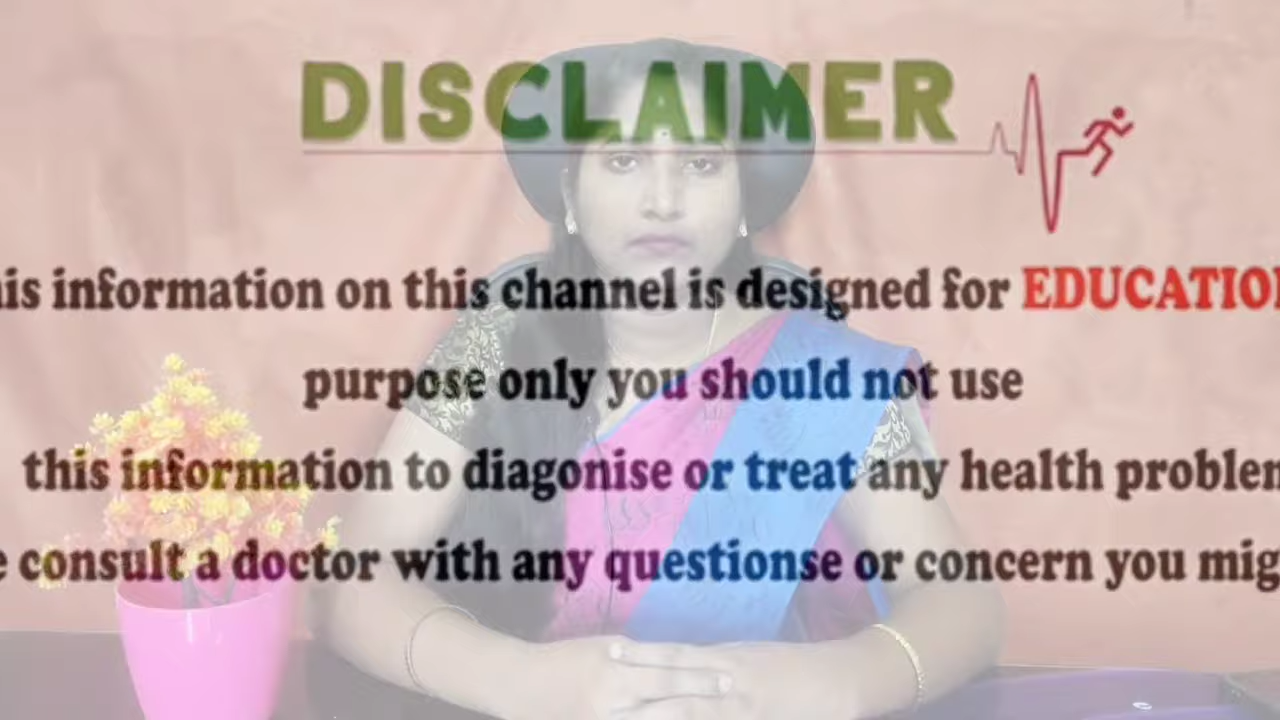 DISCLAIMER
is information on this channel is designed for EDUCATION
purpose only you should not use
this information to diagonise or treat any health problem
e consult a doctor with any questionse or concern you mig